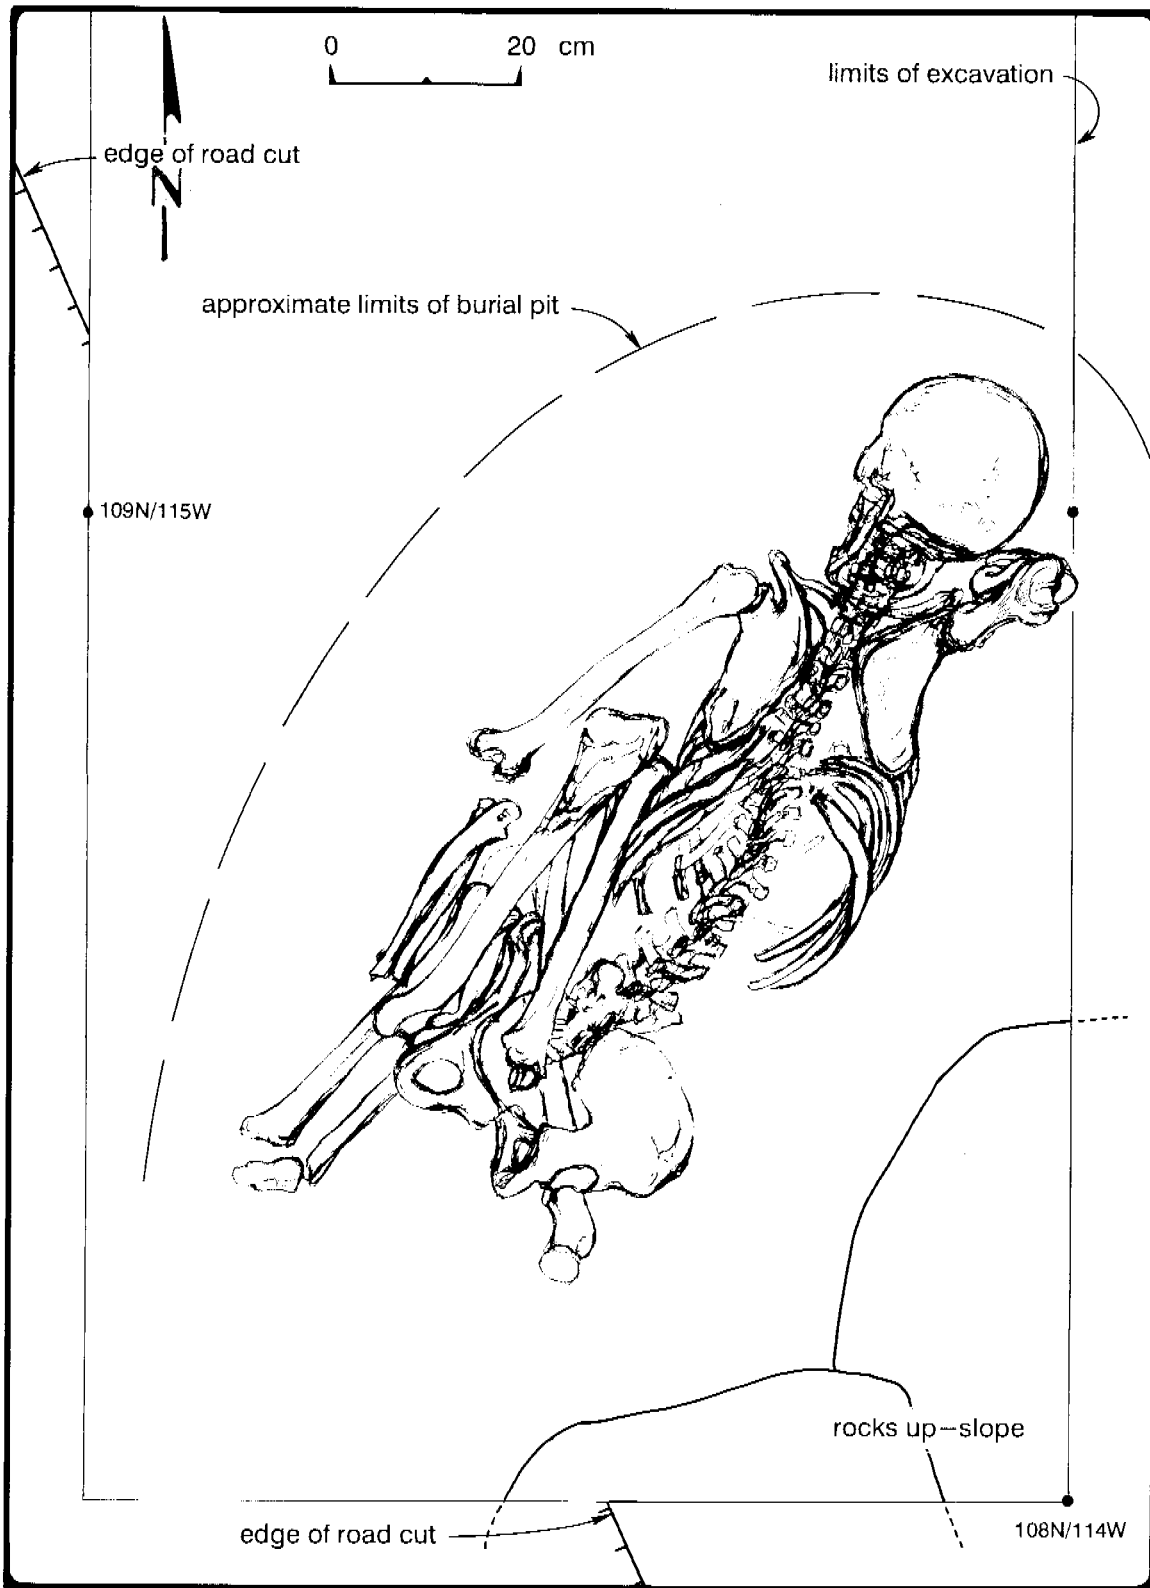 0 20 cm
limits of excavation
edge of road cut
N
approximate limits of burial pit
109N/115W
rocks up-slope
edge of road cut
108N/114W